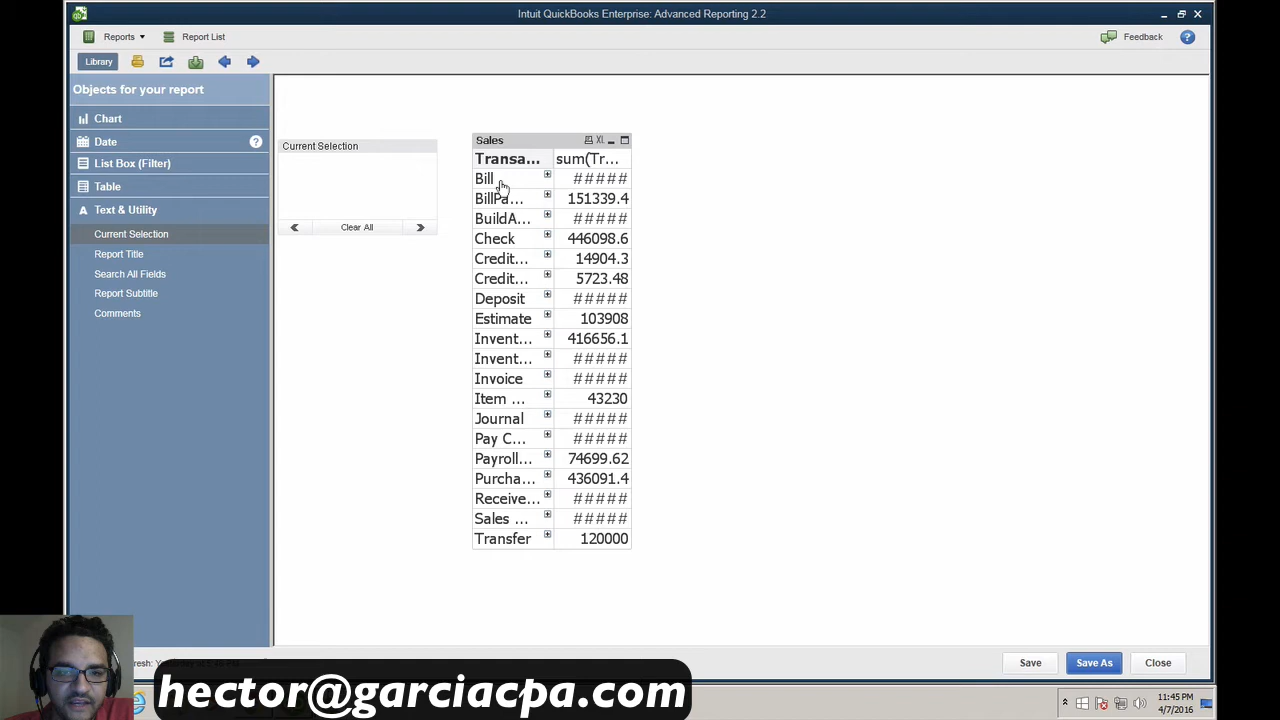 Intuit QuickBooks Enterprise: Advanced Reporting 2.2
Reports
Report List
Feedback
Library
Objects for your report
Chart
Date
List Box (Filter)
Table
Text & Utility
Current Selection
Report Title
Search All Fields
Report Subtitle
Comments
Current Selection
Clear All
Sales XL
Transa... sum(Tr...
Bill #####
BillPa... 151339.4
BuildA... #####
Check 446098.6
Credit... 14904.3
Credit... 5723.48
Deposit #####
Estimate 103908
Invent... 416656.1
Invent... #####
Invoice #####
Item ... 43230
Journal #####
Pay C... #####
Payroll... 74699.62
Purcha... 436091.4
Receive... #####
Sales ... #####
Transfer 120000
Save
Save As
Close
hector@garciacpa.com
11:45 PM
4/7/2016